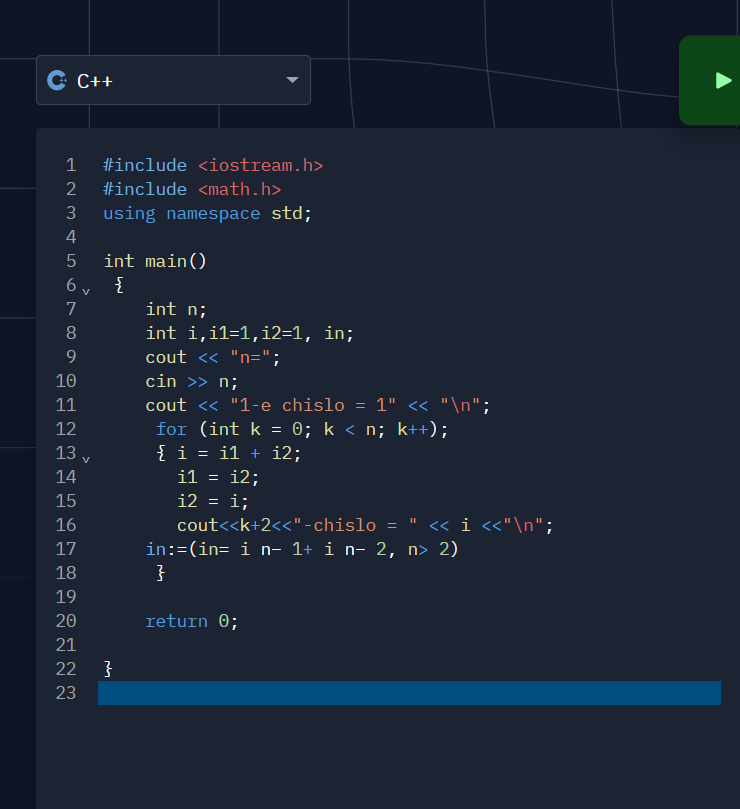 C++
1 #include <iostream.h>
2 #include <math.h>
3 using namespace std;
4
5 int main()
6 {
7 int n;
8 int i,i1=1,i2=1, in;
9 cout << "n=";
10 cin >> n;
11 cout << "1-e chislo = 1" << "\n";
12 for (int k = 0; k < n; k++);
13 { i = i1 + i2;
14 i1 = i2;
15 i2 = i;
16 cout<<k+2<<"-chislo = " << i <<"\n";
17 in:=(in= i n- 1+ i n- 2, n> 2)
18 }
19
20 return 0;
21
22 }
23